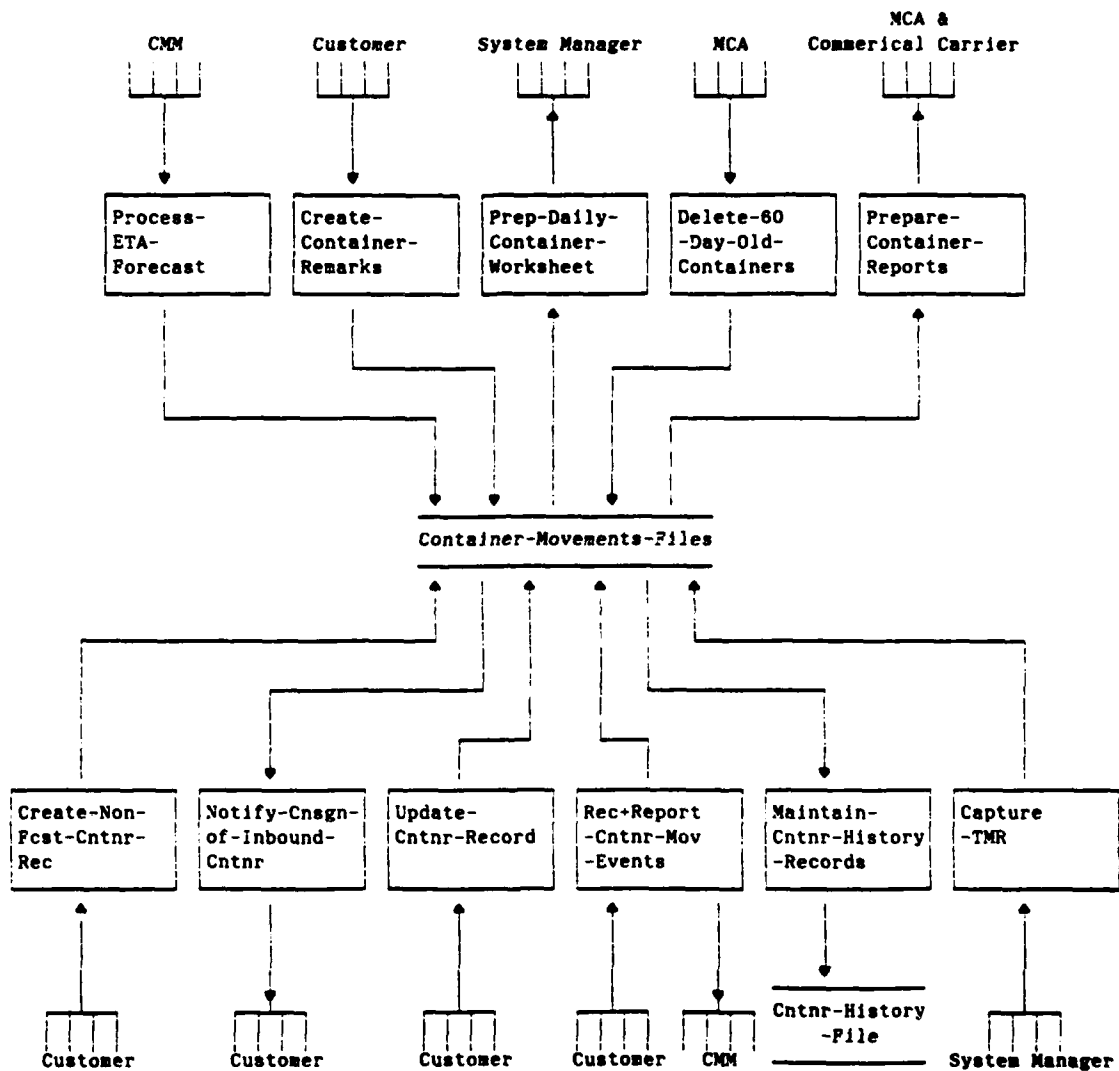 MCA &
CMM Customer System Manager MCA Commerical Carrier
Process-
ETA-
Forecast
Create-
Container-
Remarks
Prep-Daily-
Container-
Worksheet
Delete-60
-Day-Old-
Containers
Prepare-
Container-
Reports
Container-Movements-Files
Create-Non-
Fcst-Cntnr-
Rec
Notify-Cnsgn-
of-Inbound-
Cntnr
Update-
Cntnr-Record
Rec+Report
-Cntnr-Mov
-Events
Maintain-
Cntnr-History
-Records
Capture
-TMR
Cntnr-History
-File
Customer Customer Customer Customer CMM System Manager